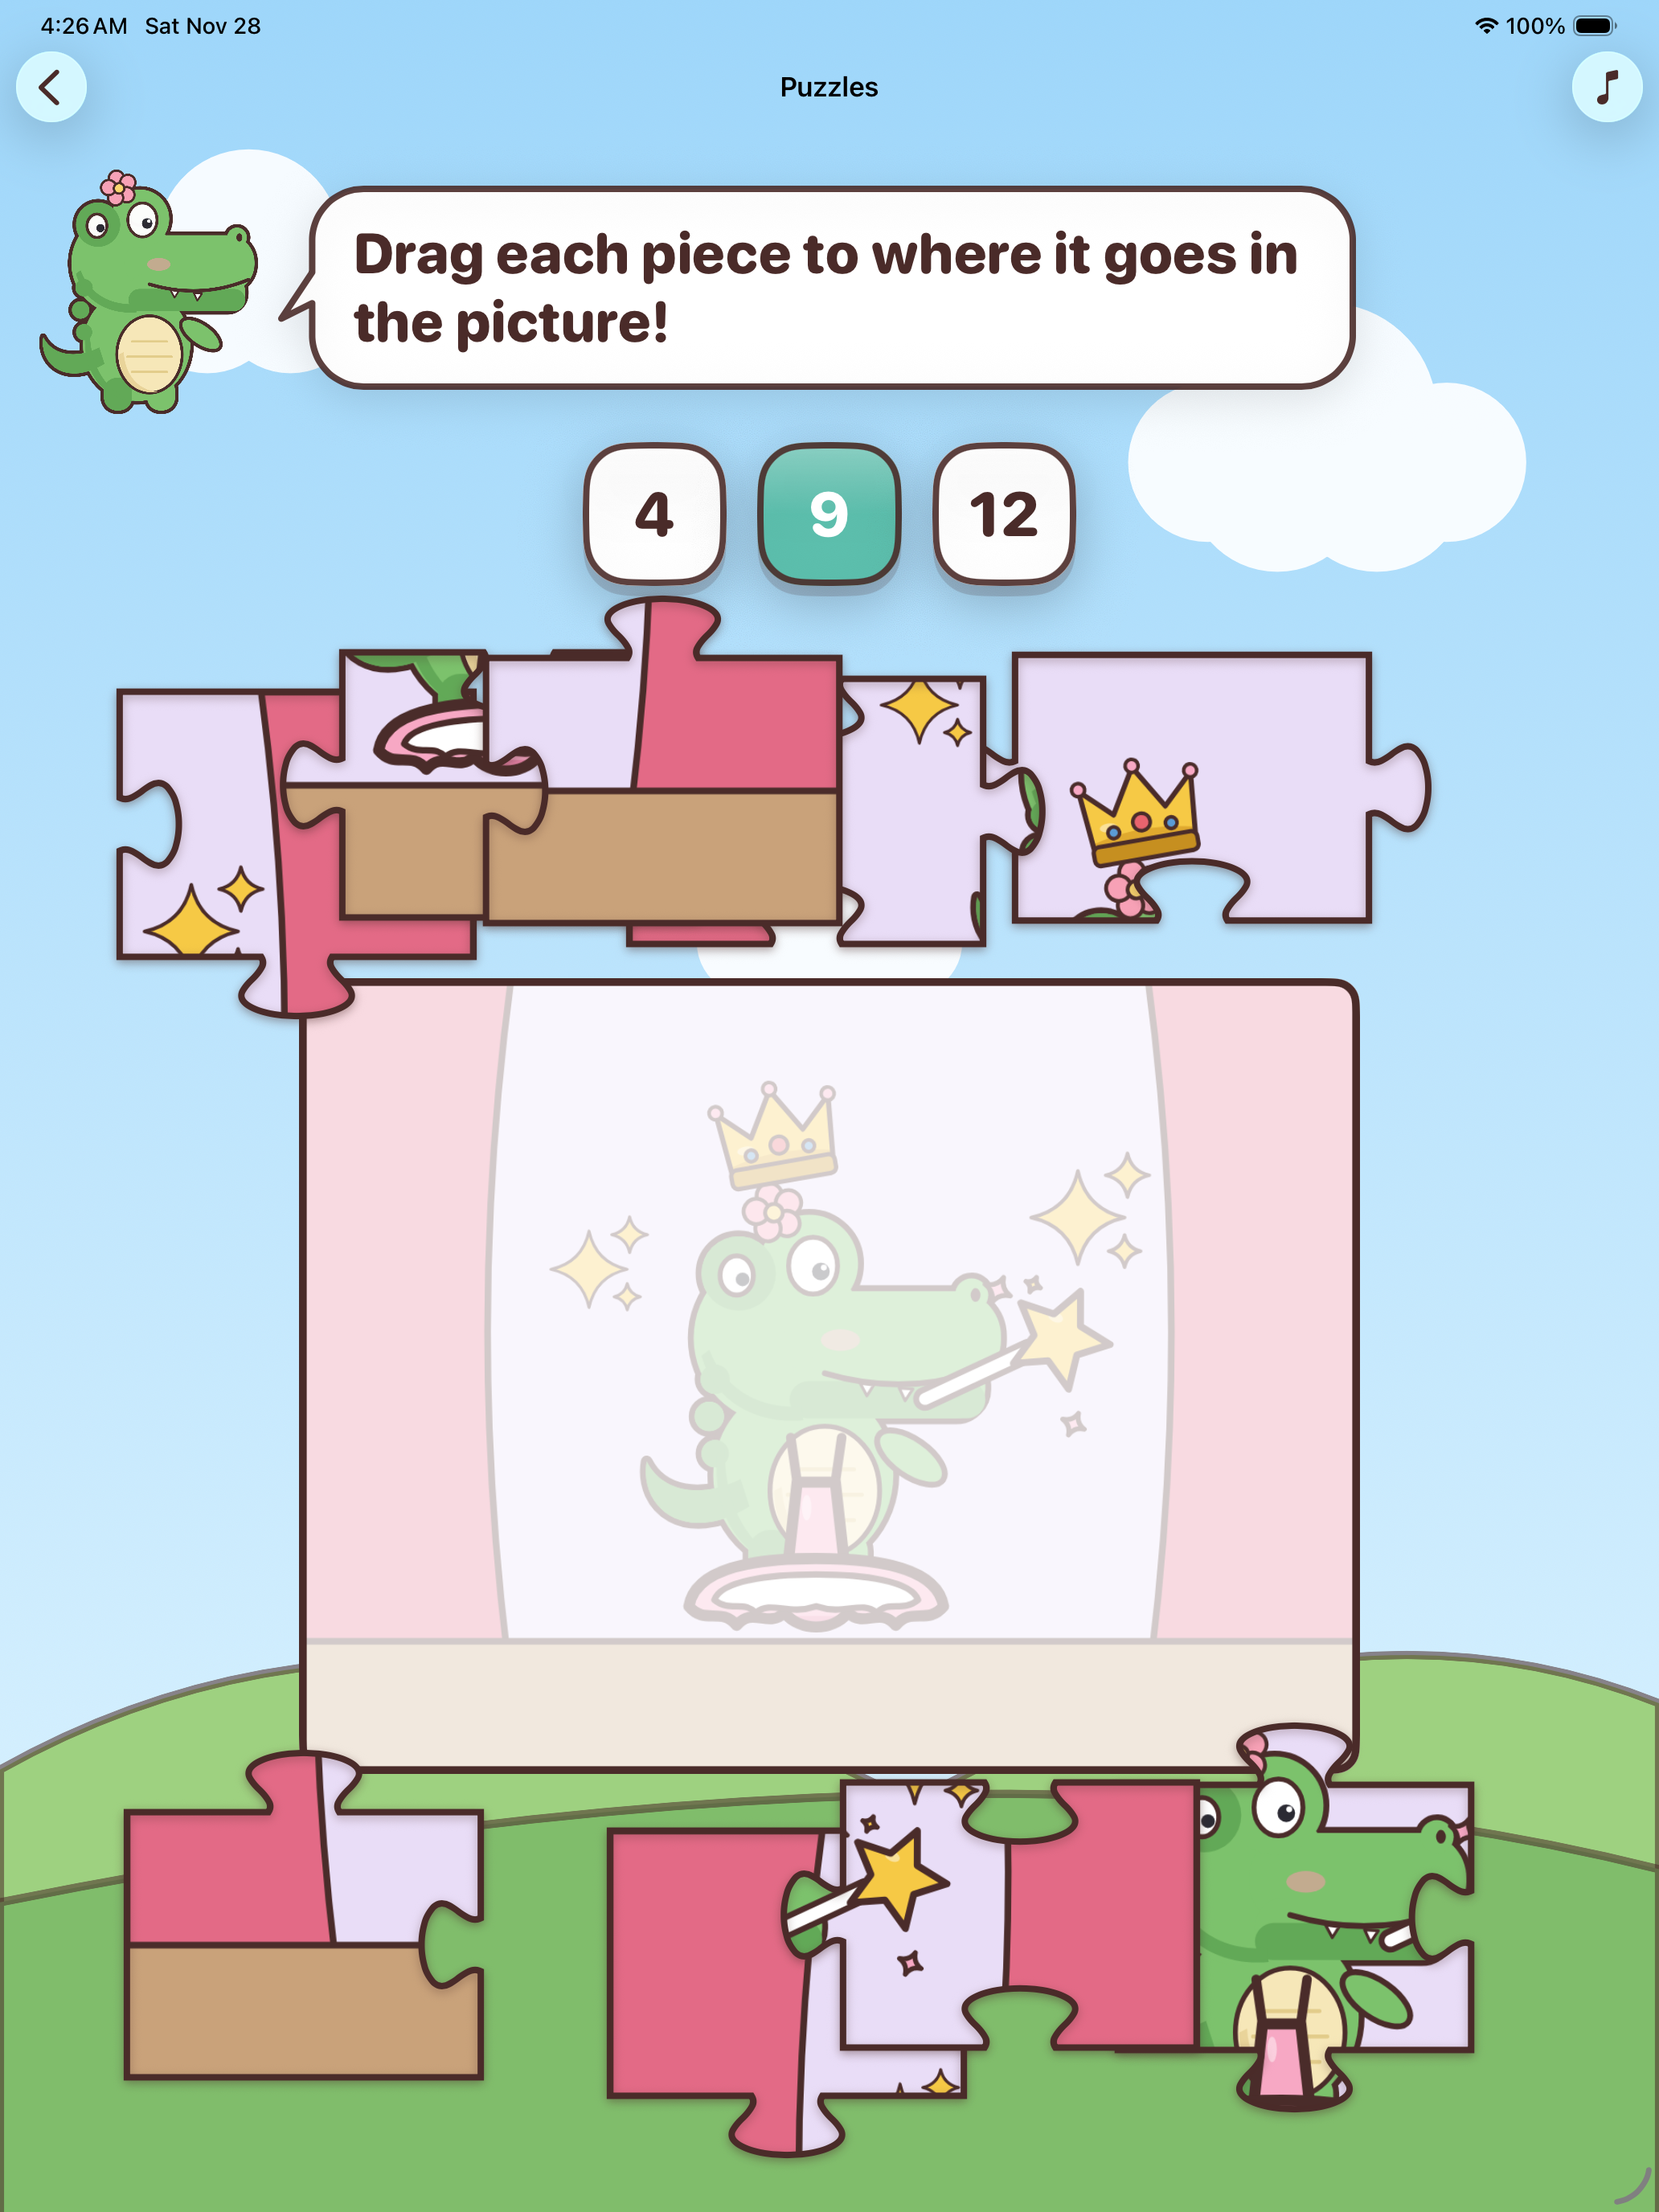 4:26 AM Sat Nov 28
100%
Puzzles
Drag each piece to where it goes in
the picture!
4
9
12